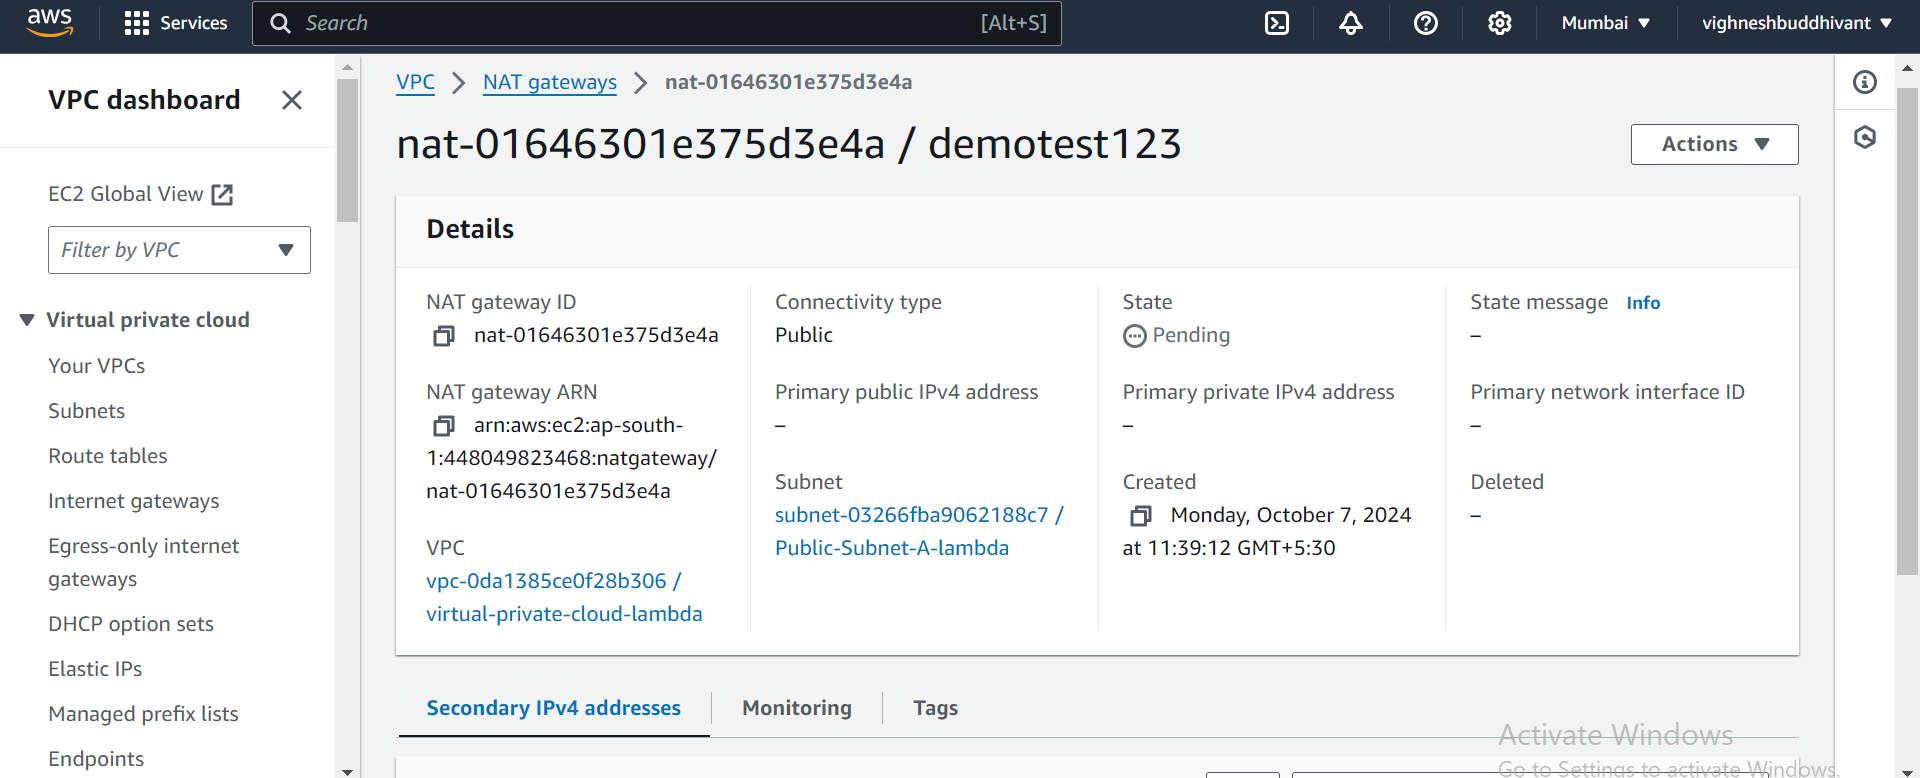 aws
Services
Search
[Alt+S]
Mumbai
vighneshbuddhivant
VPC dashboard
EC2 Global View
Filter by VPC
Virtual private cloud
Your VPCs
Subnets
Route tables
Internet gateways
Egress-only internet
gateways
DHCP option sets
Elastic IPs
Managed prefix lists
Endpoints
VPC
NAT gateways
nat-01646301e375d3e4a
nat-01646301e375d3e4a / demotest123
Actions
Details
NAT gateway ID
nat-01646301e375d3e4a
NAT gateway ARN
arn:aws:ec2:ap-south-
1:448049823468:natgateway/
nat-01646301e375d3e4a
VPC
vpc-0da1385ce0f28b306 /
virtual-private-cloud-lambda
Connectivity type
Public
Primary public IPv4 address
–
Subnet
subnet-03266fba9062188c7 /
Public-Subnet-A-lambda
State
Pending
Primary private IPv4 address
–
Created
Monday, October 7, 2024
at 11:39:12 GMT+5:30
State message Info
–
Primary network interface ID
–
Deleted
–
Secondary IPv4 addresses
Monitoring
Tags
Activate Windows
Go to Settings to activate Windows.